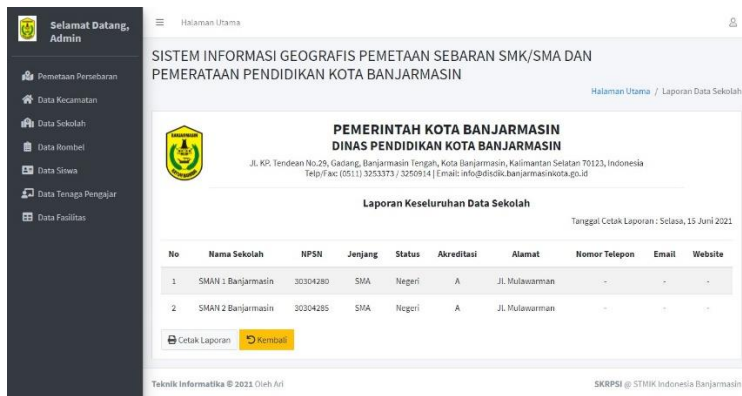 Selamat Datang,
Admin
Pemetaan Persebaran
Data Kecamatan
Data Sekolah
Data Rombel
Data Siswa
Data Tenaga Pengajar
Data Fasilitas
Halaman Utama
SISTEM INFORMASI GEOGRAFIS PEMETAAN SEBARAN SMK/SMA DAN
PEMERATAAN PENDIDIKAN KOTA BANJARMASIN
Halaman Utama / Laporan Data Sekolah
PEMERINTAH KOTA BANJARMASIN
DINAS PENDIDIKAN KOTA BANJARMASIN
JL. KP. Tendean No.29, Gadang, Banjarmasin Tengah, Kota Banjarmasin, Kalimantan Selatan 70123, Indonesia
Telp/Fax: (0511) 3253373 / 3250914 | Email: info@disdik.banjarmasinkota.go.id
Laporan Keseluruhan Data Sekolah
Tanggal Cetak Laporan : Selasa, 15 Juni 2021
No Nama Sekolah NPSN Jenjang Status Akreditasi Alamat Nomor Telepon Email Website
1 SMAN 1 Banjarmasin 30304280 SMA Negeri A Jl. Mulawarman - - -
2 SMAN 2 Banjarmasin 30304285 SMA Negeri A Jl. Mulawarman - - -
Cetak Laporan Kembali
Teknik Informatika © 2021 Oleh Ari
SKRPSI @ STMIK Indonesia Banjarmasin